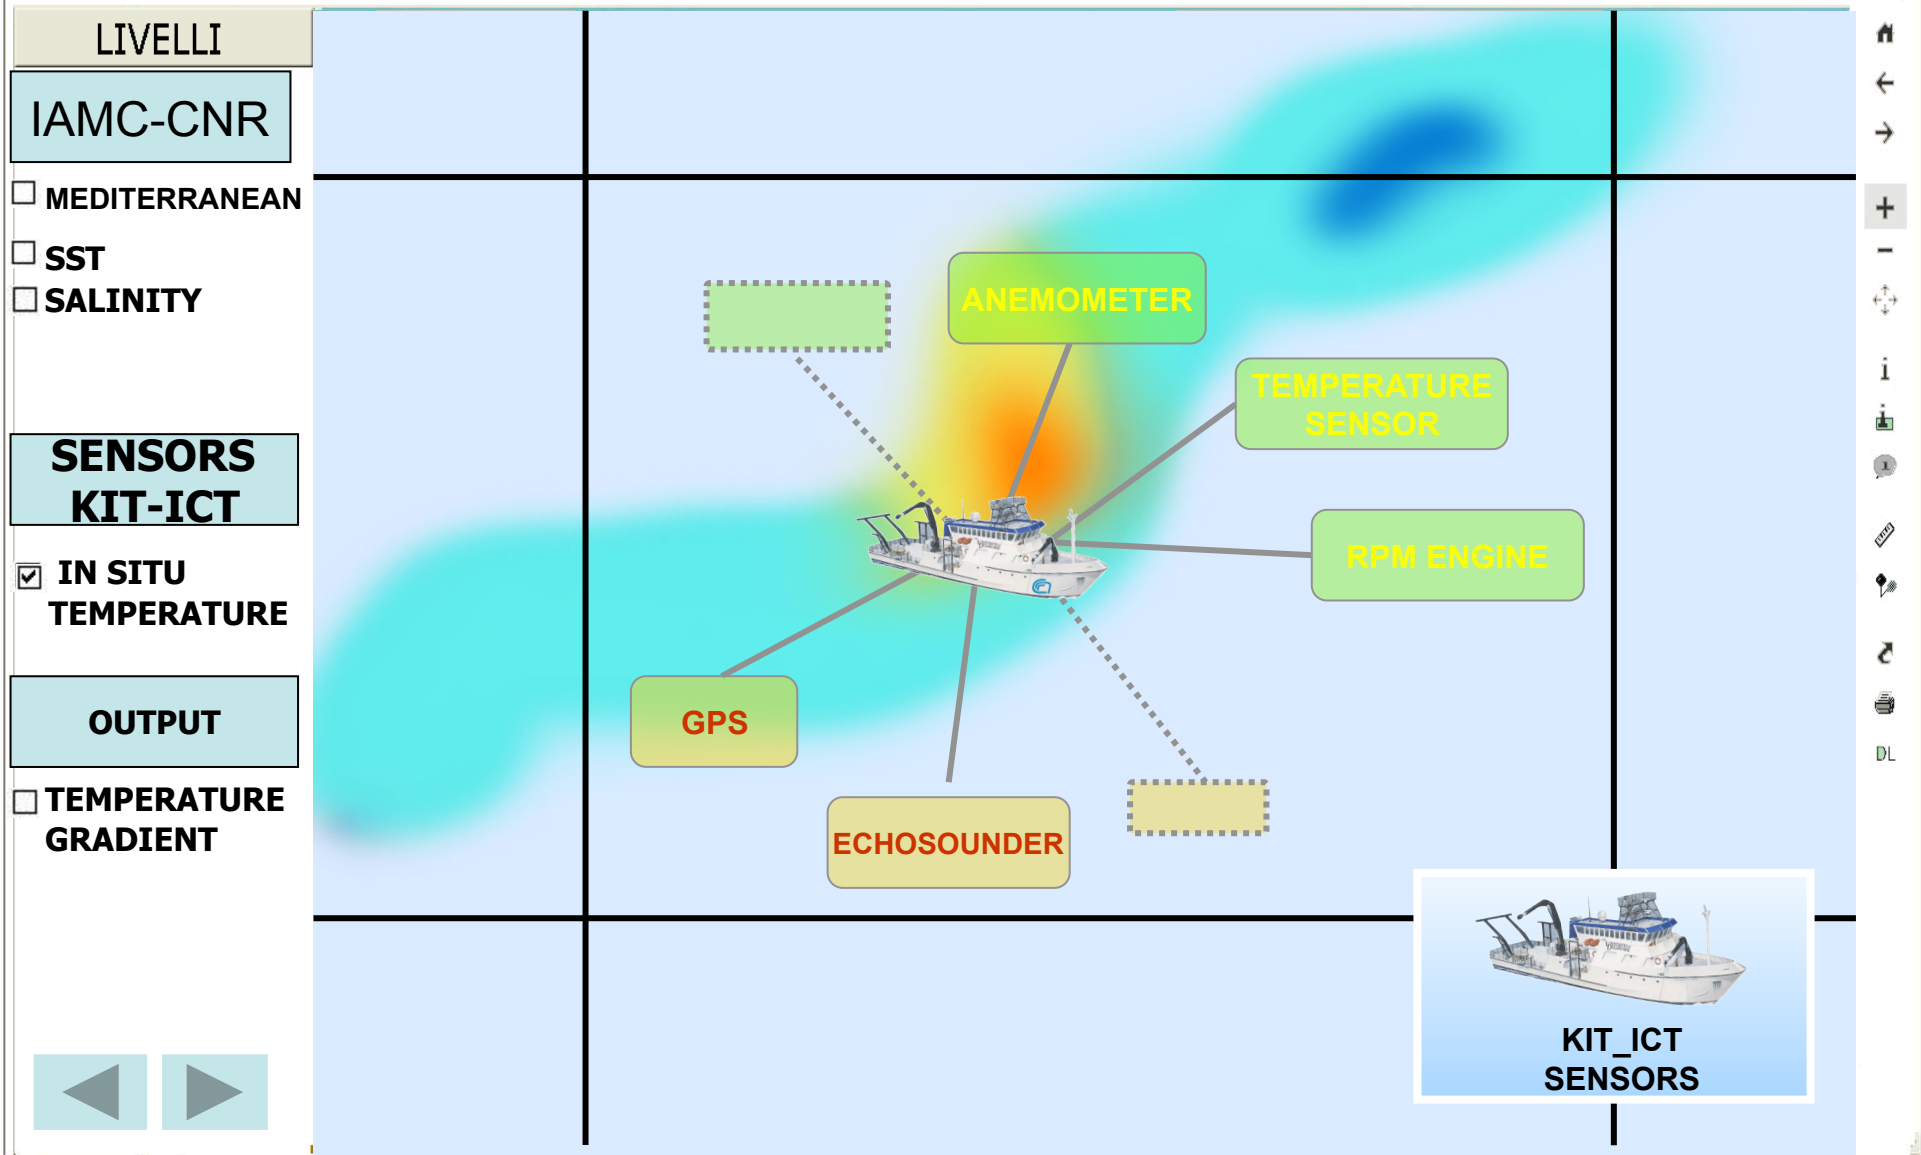 LIVELLI
IAMC-CNR
MEDITERRANEAN
SST
SALINITY
SENSORS
KIT-ICT
IN SITU
TEMPERATURE
OUTPUT
TEMPERATURE
GRADIENT
ANEMOMETER
TEMPERATURE
SENSOR
RPM ENGINE
GPS
ECHOSOUNDER
KIT_ICT
SENSORS
i
DL